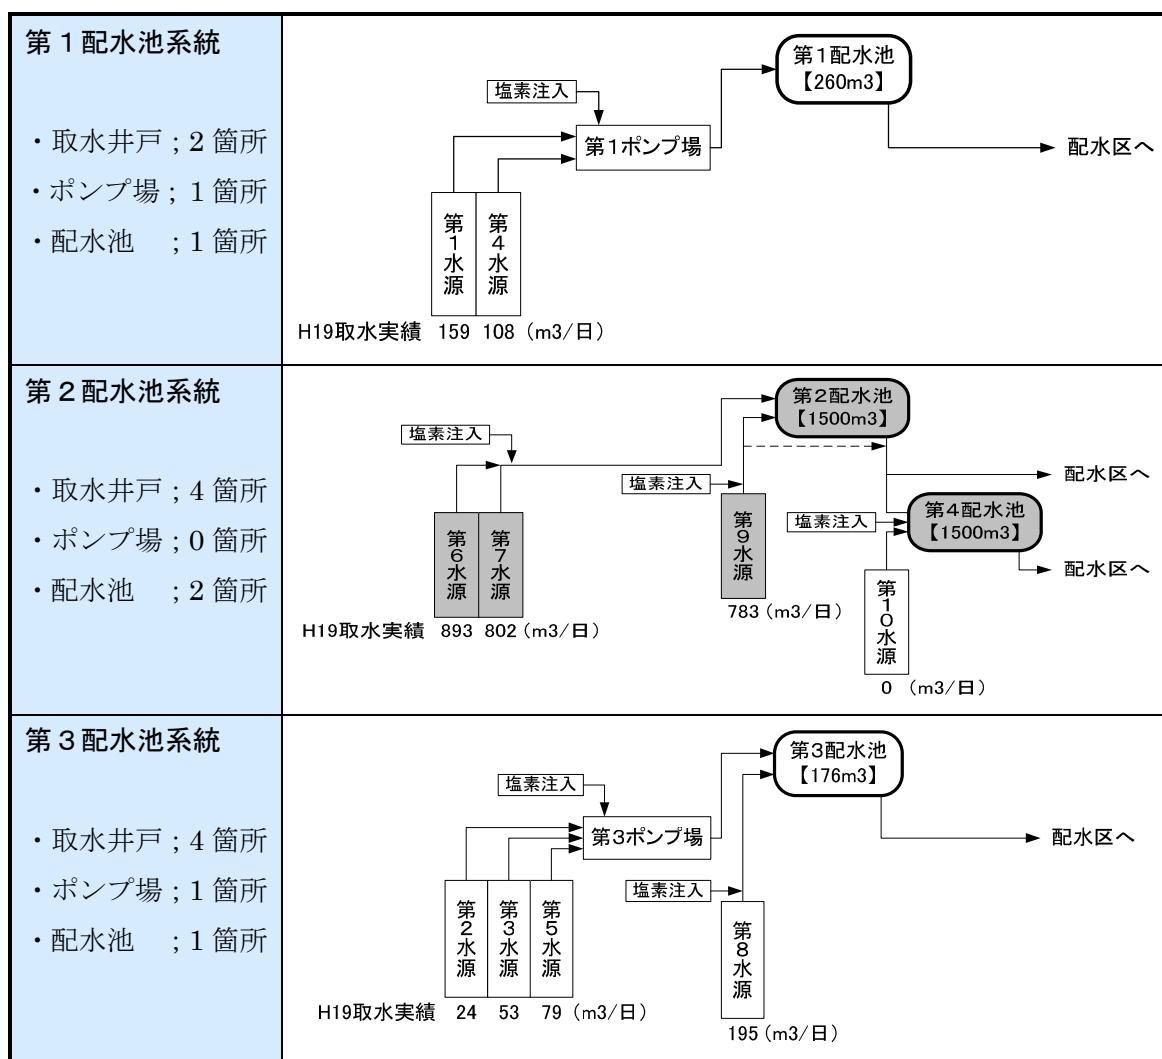 第１配水池系統
・取水井戸；2 箇所
・ポンプ場；1 箇所
・配水池　；1 箇所
第1配水池
【260m3】
塩素注入
第1ポンプ場
配水区へ
第1水源
第4水源
H19取水実績 159 108 (m3/日)
第２配水池系統
・取水井戸；4 箇所
・ポンプ場；0 箇所
・配水池　；2 箇所
第2配水池
【1500m3】
塩素注入
配水区へ
塩素注入
第4配水池
【1500m3】
塩素注入
第6水源
第7水源
第9水源
配水区へ
第10水源
783 (m3/日)
H19取水実績 893 802 (m3/日)
0 (m3/日)
第３配水池系統
・取水井戸；4 箇所
・ポンプ場；1 箇所
・配水池　；1 箇所
第3配水池
【176m3】
塩素注入
第3ポンプ場
配水区へ
塩素注入
第2水源
第3水源
第5水源
第8水源
H19取水実績 24 53 79 (m3/日)
195 (m3/日)